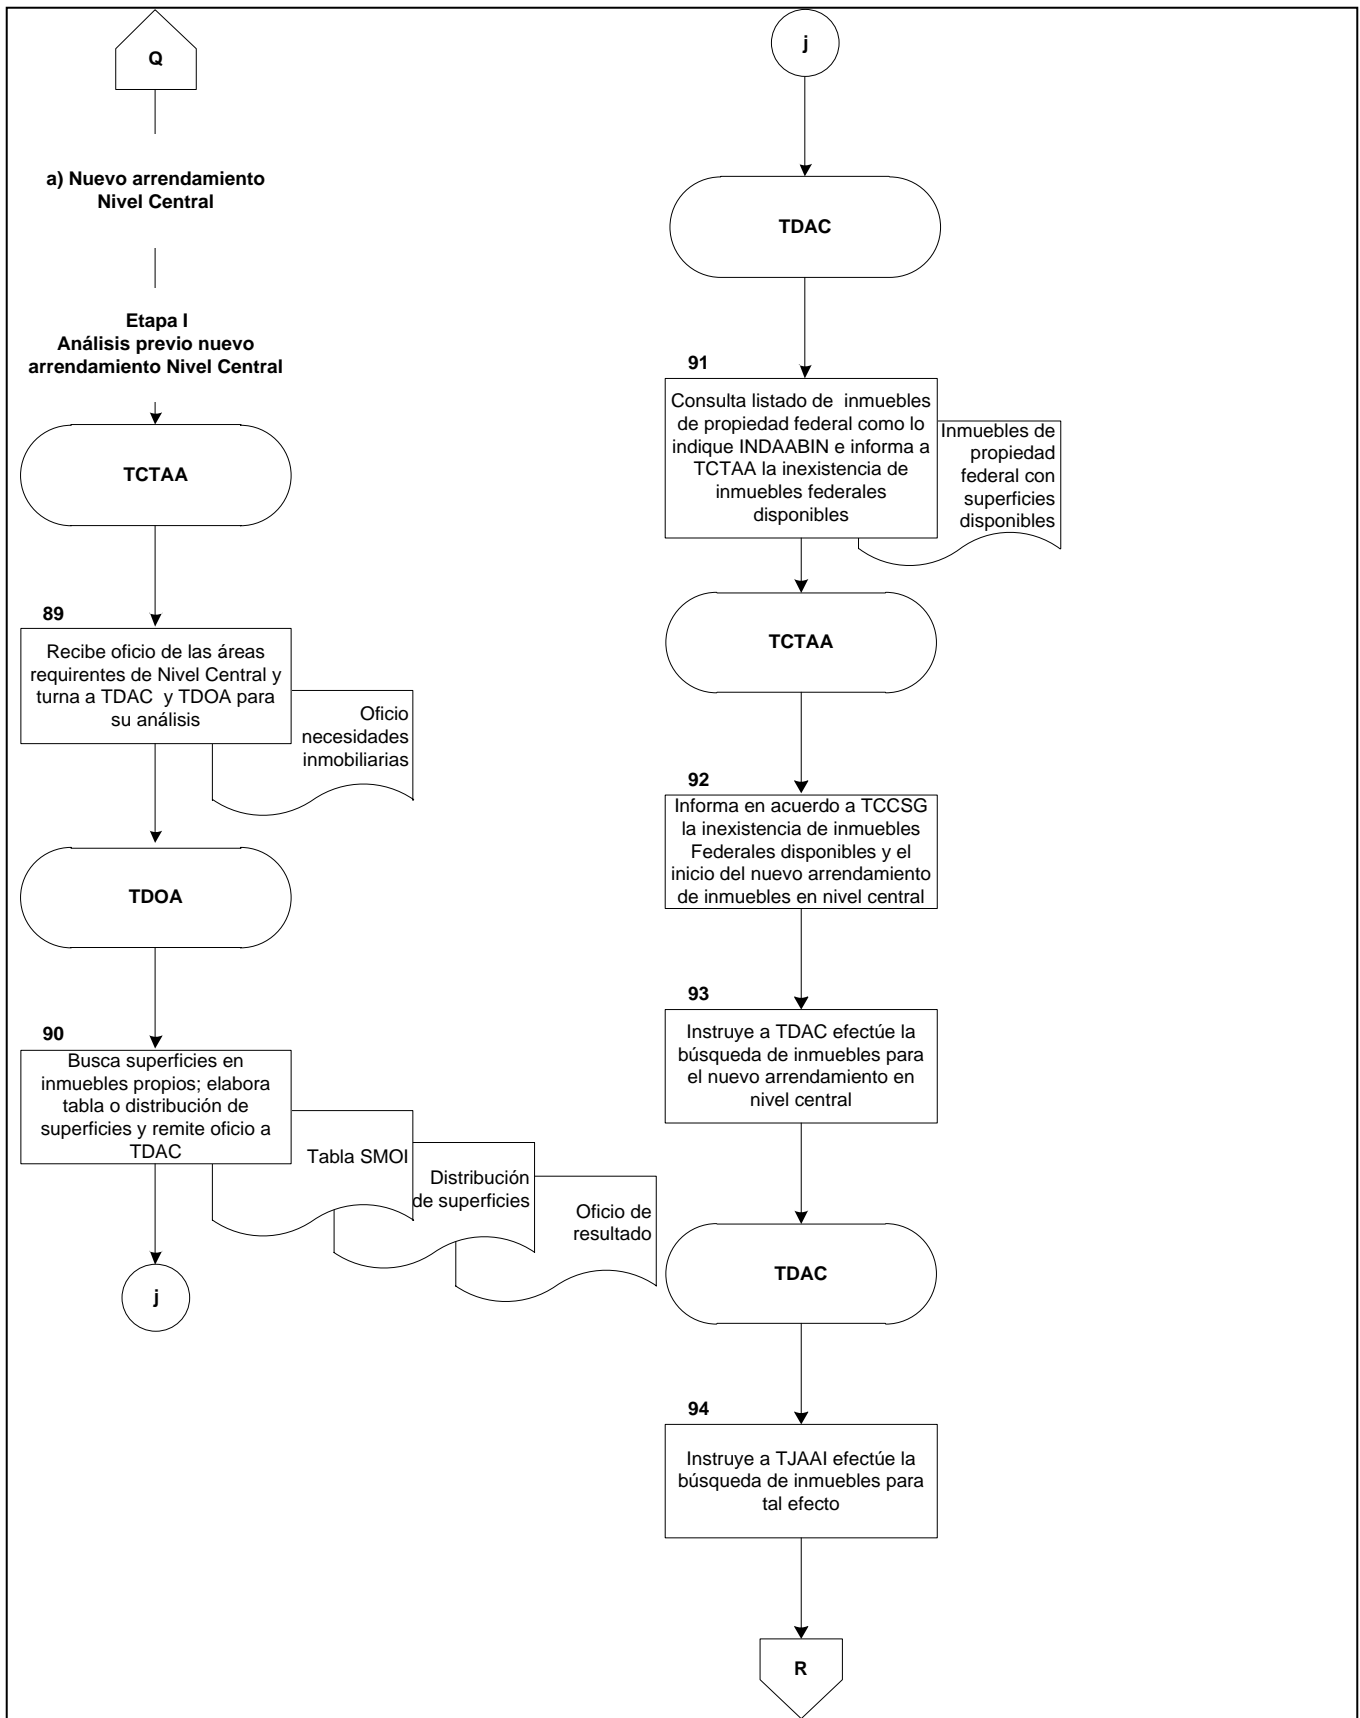 Q
a) Nuevo arrendamiento
Nivel Central
Etapa I
Análisis previo nuevo
arrendamiento Nivel Central
TCTAA
89
Recibe oficio de las áreas
requirentes de Nivel Central y
turna a TDAC y TDOA para
su análisis
Oficio
necesidades
inmobiliarias
TDOA
90
Busca superficies en
inmuebles propios; elabora
tabla o distribución de
superficies y remite oficio a
TDAC
Tabla SMOI
Distribución
de superficies
Oficio de
resultado
j
j
TDAC
91
Consulta listado de inmuebles
de propiedad federal como lo
indique INDAABIN e informa a
TCTAA la inexistencia de
inmuebles federales
disponibles
Inmuebles de
propiedad
federal con
superficies
disponibles
TCTAA
92
Informa en acuerdo a TCCSG
la inexistencia de inmuebles
Federales disponibles y el
inicio del nuevo arrendamiento
de inmuebles en nivel central
93
Instruye a TDAC efectúe la
búsqueda de inmuebles para
el nuevo arrendamiento en
nivel central
TDAC
94
Instruye a TJAAI efectúe la
búsqueda de inmuebles para
tal efecto
R